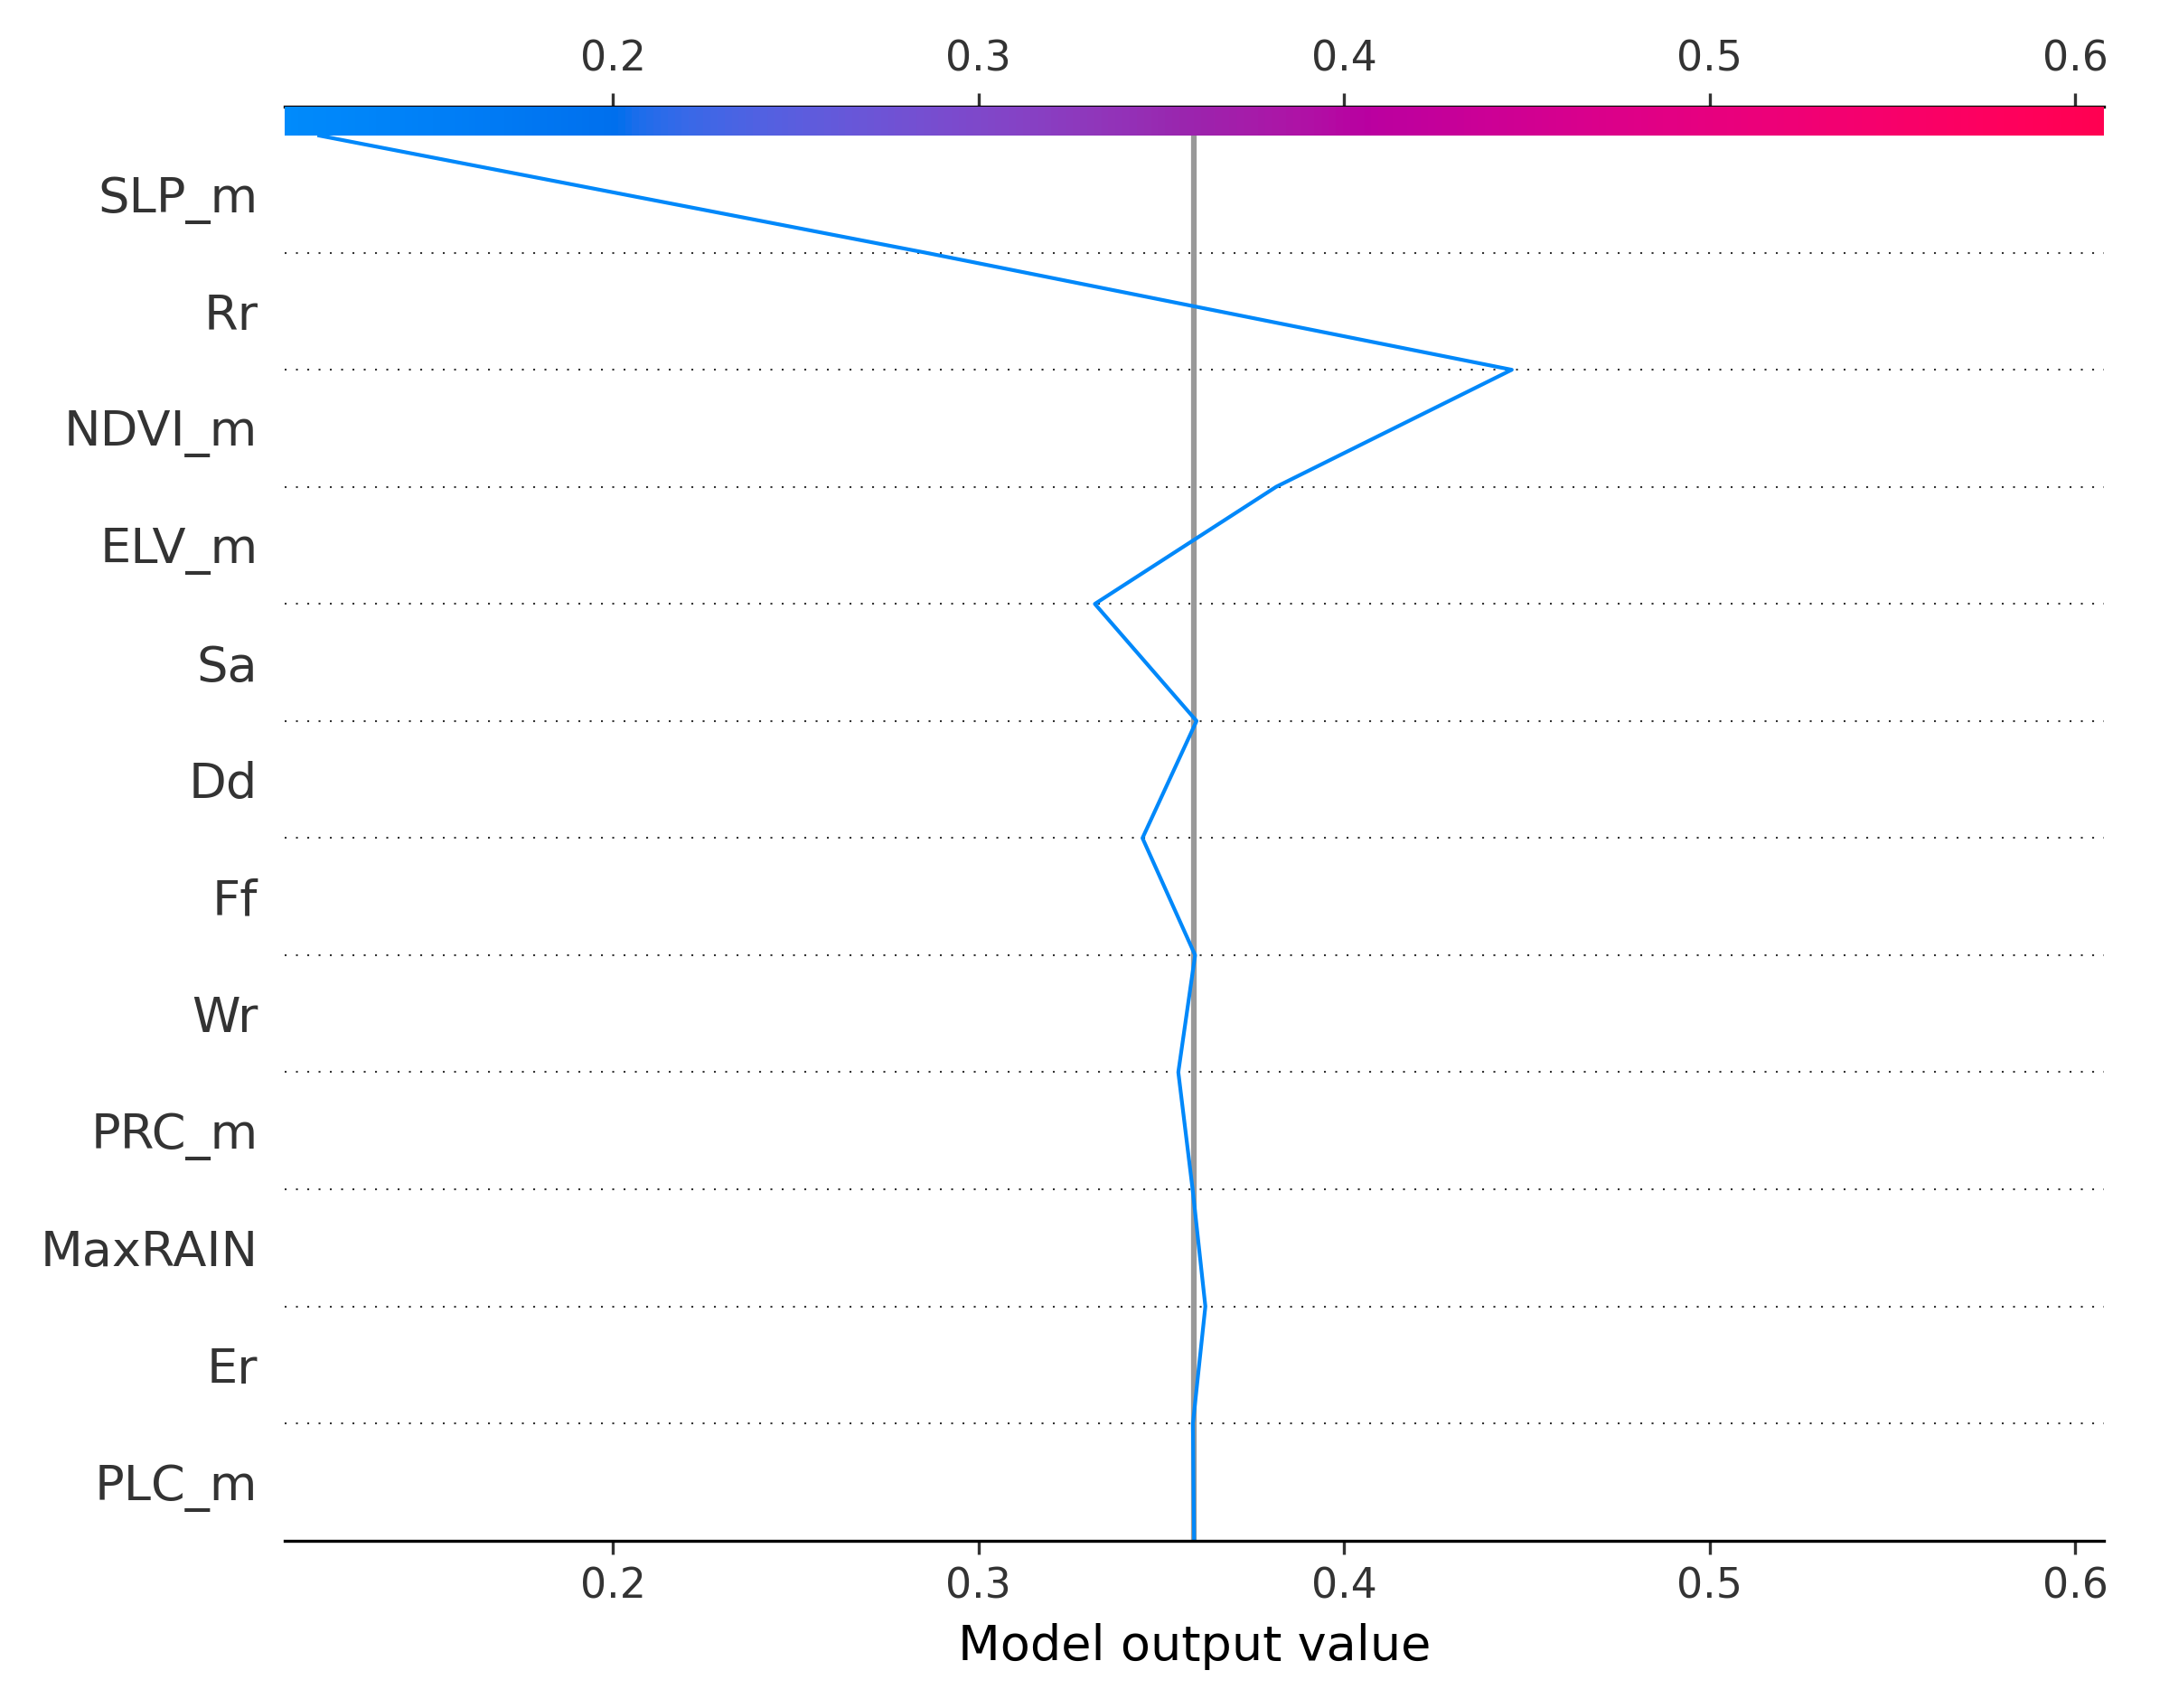 0.2 0.3 0.4 0.5 0.6
SLP_m
Rr
NDVI_m
ELV_m
Sa
Dd
Ff
Wr
PRC_m
MaxRAIN
Er
PLC_m
0.2 0.3 0.4 0.5 0.6
Model output value